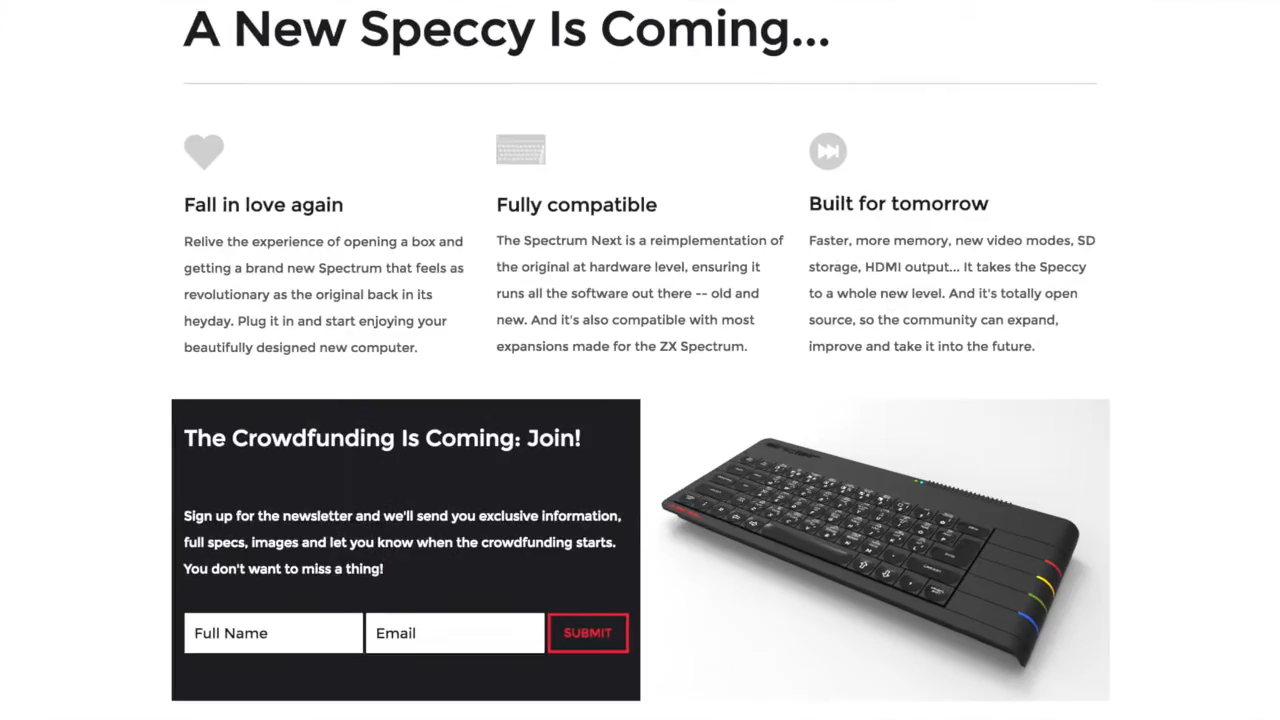 A New Speccy Is Coming...
Fall in love again
Relive the experience of opening a box and
getting a brand new Spectrum that feels as
revolutionary as the original back in its
heyday. Plug it in and start enjoying your
beautifully designed new computer.
Fully compatible
The Spectrum Next is a reimplementation of
the original at hardware level, ensuring it
runs all the software out there -- old and
new. And it's also compatible with most
expansions made for the ZX Spectrum.
Built for tomorrow
Faster, more memory, new video modes, SD
storage, HDMI output... It takes the Speccy
to a whole new level. And it's totally open
source, so the community can expand,
improve and take it into the future.
The Crowdfunding Is Coming: Join!
Sign up for the newsletter and we'll send you exclusive information,
full specs, images and let you know when the crowdfunding starts.
You don't want to miss a thing!
Full Name
Email
SUBMIT